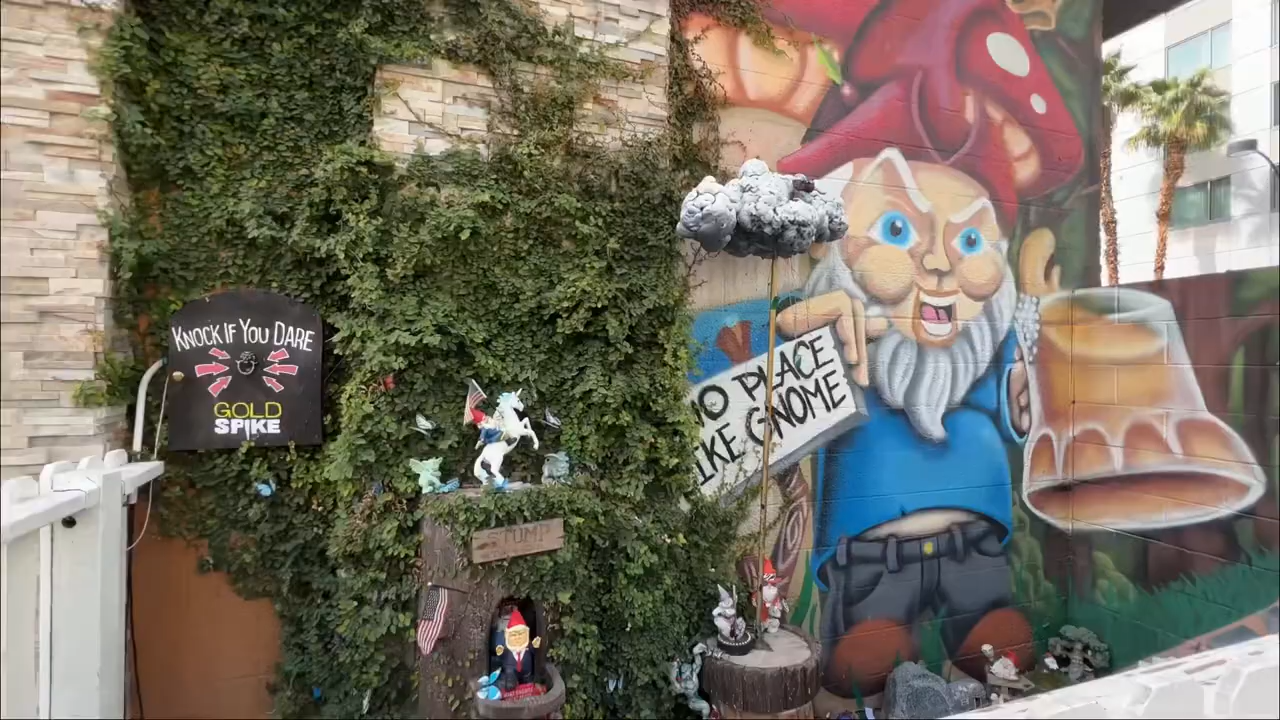 KNOCK IF YOU DARE
GOLD
SPIKE
NO PLACE
LIKE GNOME
STUMP